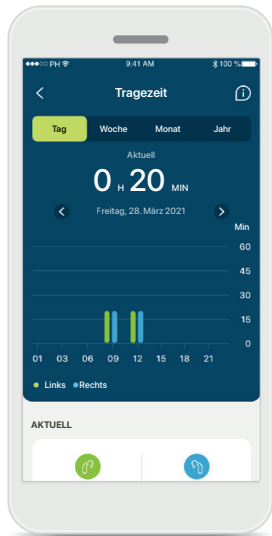 PH 9:41 AM 100 %
Tragezeit
Tag Woche Monat Jahr
Aktuell
0 H 20 MIN
Freitag, 28. März 2021
Min
60
45
30
15
0
01 03 06 09 12 15 18 21
Links Rechts
AKTUELL